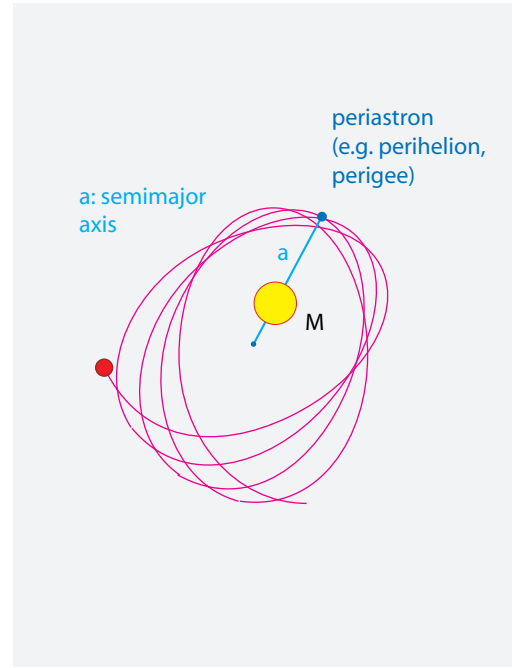 periastron
(e.g. perihelion,
perigee)
a: semimajor
axis
a
M